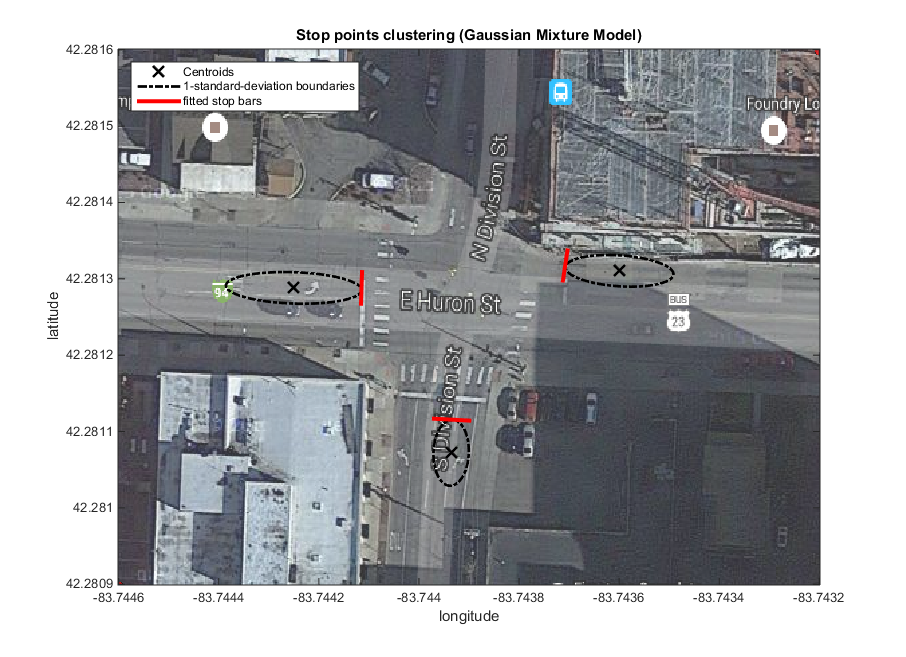 Stop points clustering (Gaussian Mixture Model)
42.2816
42.2815
42.2814
42.2813
42.2812
42.2811
42.281
42.2809
latitude
Centroids
1-standard-deviation boundaries
fitted stop bars
Foundry Lo
N Division St
94
E Huron St
BUS
23
S Division St
-83.7446
-83.7444
-83.7442
-83.744
-83.7438
-83.7436
-83.7434
-83.7432
longitude